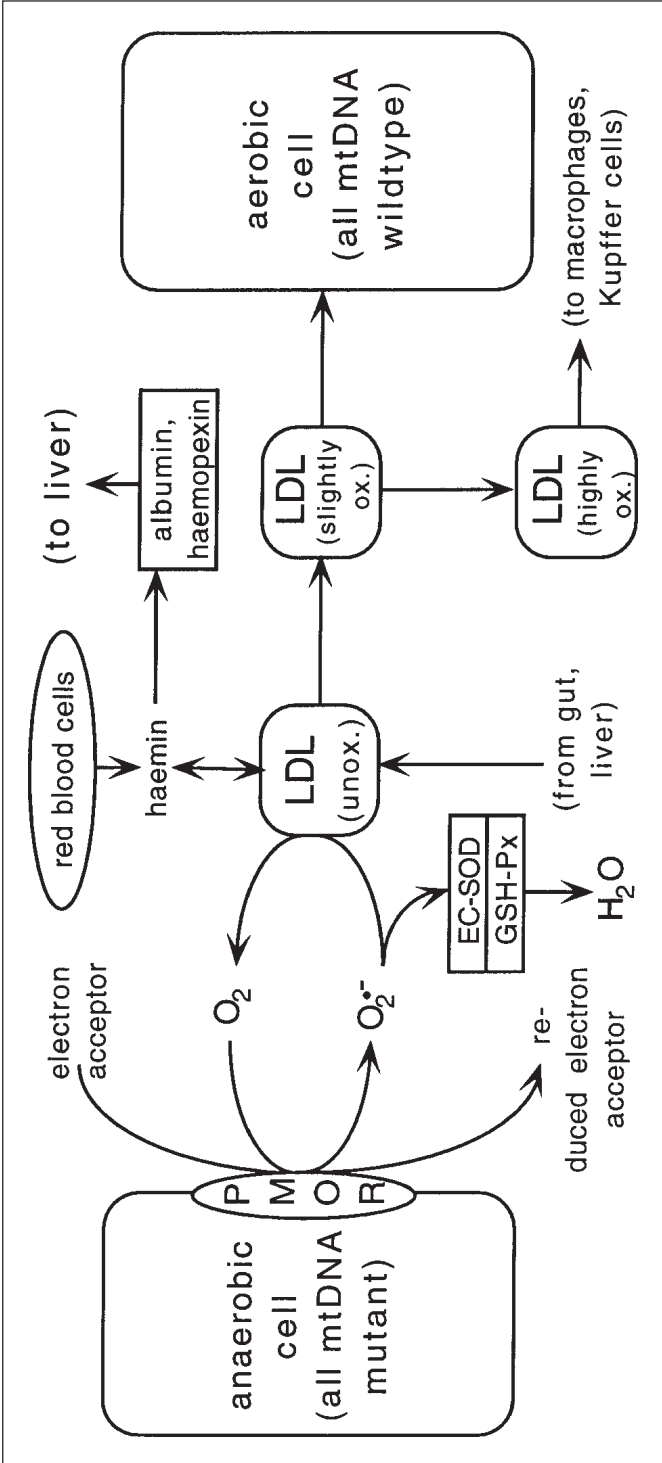 anaerobic
cell
(all mtDNA
mutant)
P
M
O
R
electron
acceptor
O2
O2•-
re-
duced electron
acceptor
red blood cells
haemin
LDL
(unox.)
EC-SOD
GSH-Px
H2O
(from gut,
liver)
(to liver)
albumin,
haemopexin
LDL
(slightly
ox.)
LDL
(highly
ox.)
aerobic
cell
(all mtDNA
wildtype)
(to macrophages,
Kupffer cells)